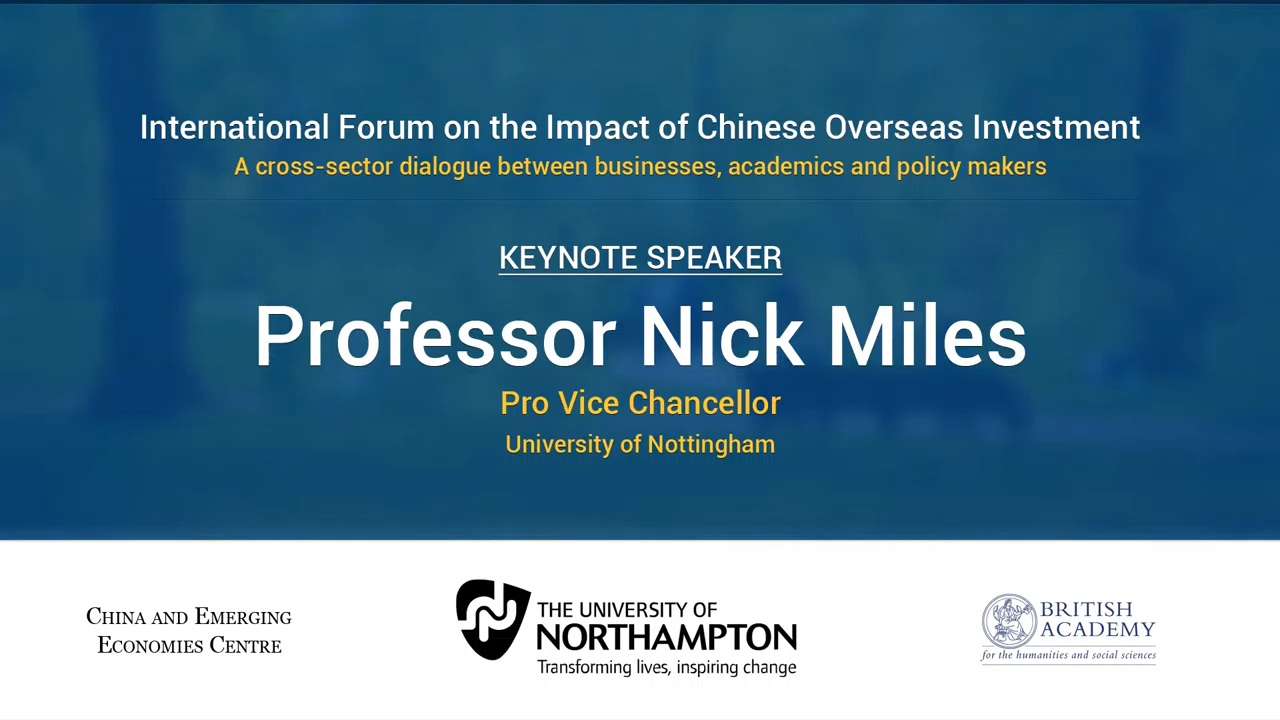 International Forum on the Impact of Chinese Overseas Investment
A cross-sector dialogue between businesses, academics and policy makers
KEYNOTE SPEAKER
Professor Nick Miles
Pro Vice Chancellor
University of Nottingham
CHINA AND EMERGING
ECONOMIES CENTRE
THE UNIVERSITY OF
NORTHAMPTON
Transforming lives, inspiring change
BRITISH
ACADEMY
for the humanities and social sciences